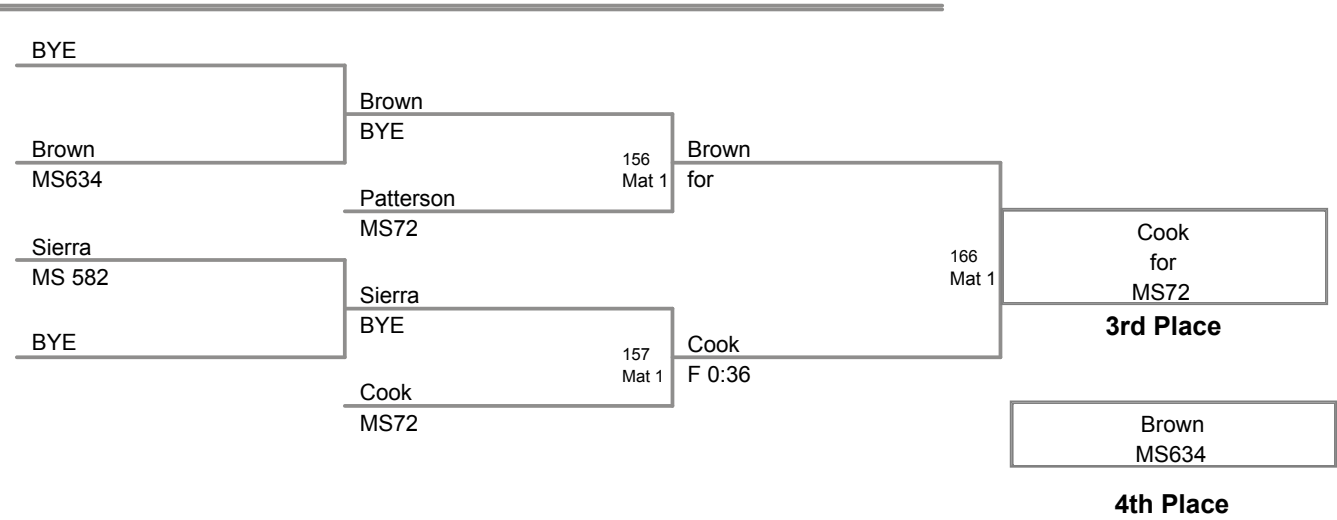 BYE
Brown
MS634
Sierra
MS 582
BYE
Brown
BYE
156
Mat 1
Patterson
MS72
Sierra
BYE
157
Mat 1
Cook
MS72
Brown
for
166
Mat 1
Cook
F 0:36
Cook
for
MS72
3rd Place
Brown
MS634
4th Place